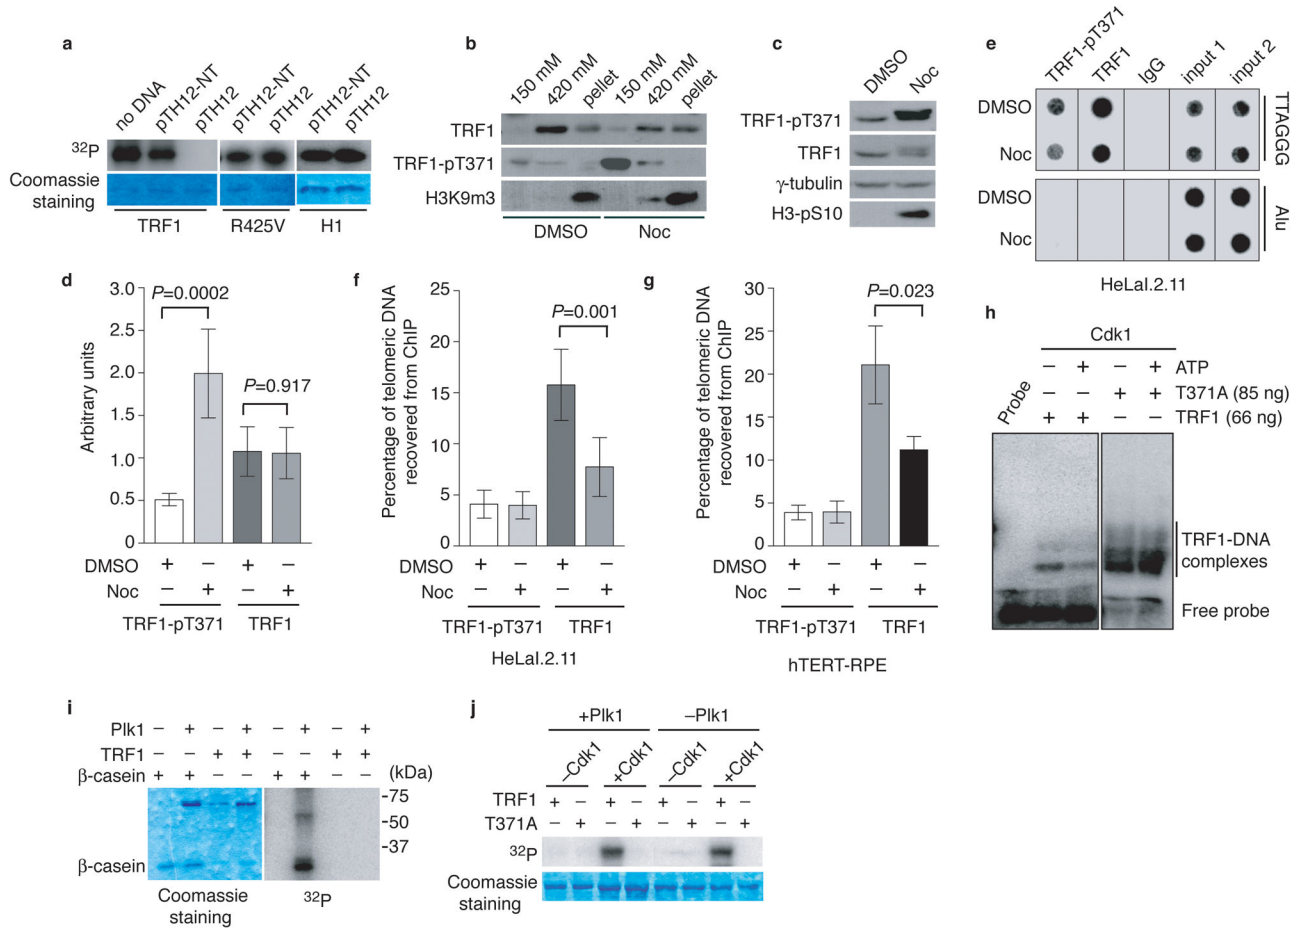 a
no DNA
pTH12-NT
pTH12
pTH12-NT
pTH12
pTH12-NT
pTH12
32P
Coomassie
staining
TRF1 R425V H1
b
150 mM
420 mM
pellet
150 mM
420 mM
pellet
TRF1
TRF1-pT371
H3K9m3
DMSO Noc
c
DMSO
Noc
TRF1-pT371
TRF1
γ-tubulin
H3-pS10
e
TRF1-pT371
TRF1
IgG
input 1
input 2
DMSO
Noc
TTAGGG
DMSO
Noc
Alu
HeLaI.2.11
d
Arbitrary units
3.0
2.5
2.0
1.5
1.0
0.5
0
P=0.0002
P=0.917
DMSO + – + –
Noc – + – +
TRF1-pT371 TRF1
f
Percentage of telomeric DNA
recovered from ChIP
25
20
15
10
5
0
P=0.001
DMSO + – + –
Noc – + – +
TRF1-pT371 TRF1
HeLaI.2.11
g
Percentage of telomeric DNA
recovered from ChIP
30
25
20
15
10
5
0
P=0.023
DMSO + – + –
Noc – + – +
TRF1-pT371 TRF1
hTERT-RPE
h
Cdk1
– + – + ATP
– – + + T371A (85 ng)
+ + – – TRF1 (66 ng)
Probe
TRF1-DNA
complexes
Free probe
i
Plk1 – + – + – + – +
TRF1 – – + + – – + +
β-casein + + – – + + – – (kDa)
-75
-50
-37
β-casein
Coomassie
staining
32P
j
+Plk1 –Plk1
–Cdk1
+Cdk1
–Cdk1
+Cdk1
TRF1 + – + – + – + –
T371A – + – + – + – +
32P
Coomassie
staining